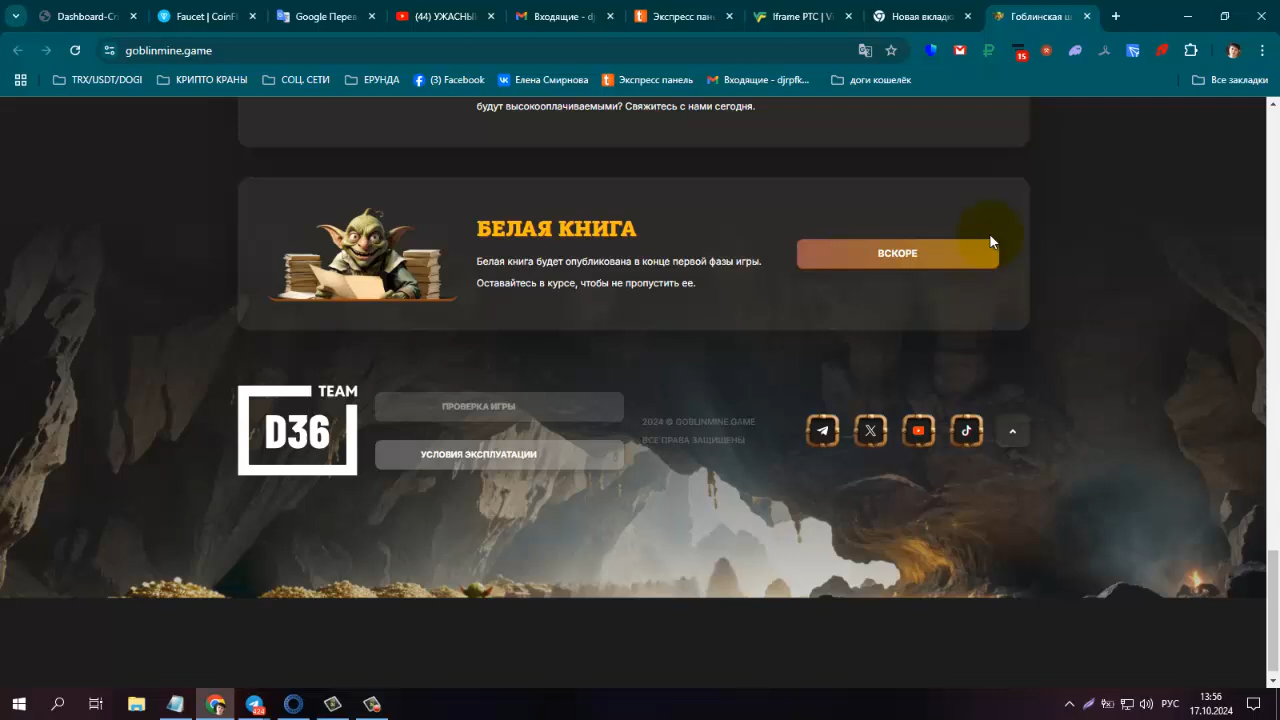 Dashboard-Cr
Faucet | CoinFl
Google Перев
(44) УЖАСНЫ
Входящие - dj
Экспресс пан
Iframe PTC | Vi
Новая вкладк
Гоблинская ш
goblinmine.game
15
TRX/USDT/DOGI
КРИПТО КРАНЫ
СОЦ. СЕТИ
ЕРУНДА
(3) Facebook
Елена Смирнова
Экспресс панель
Входящие - djrpfk...
доги кошелёк
Все закладки
будут высокооплачиваемыми? Свяжитесь с нами сегодня.
БЕЛАЯ КНИГА
Белая книга будет опубликована в конце первой фазы игры.
Оставайтесь в курсе, чтобы не пропустить ее.
ВСКОРЕ
TEAM
D36
ПРОВЕРКА ИГРЫ
УСЛОВИЯ ЭКСПЛУАТАЦИИ
2024 © GOBLINMINE.GAME
ВСЕ ПРАВА ЗАЩИЩЕНЫ
424
РУС
13:56
17.10.2024